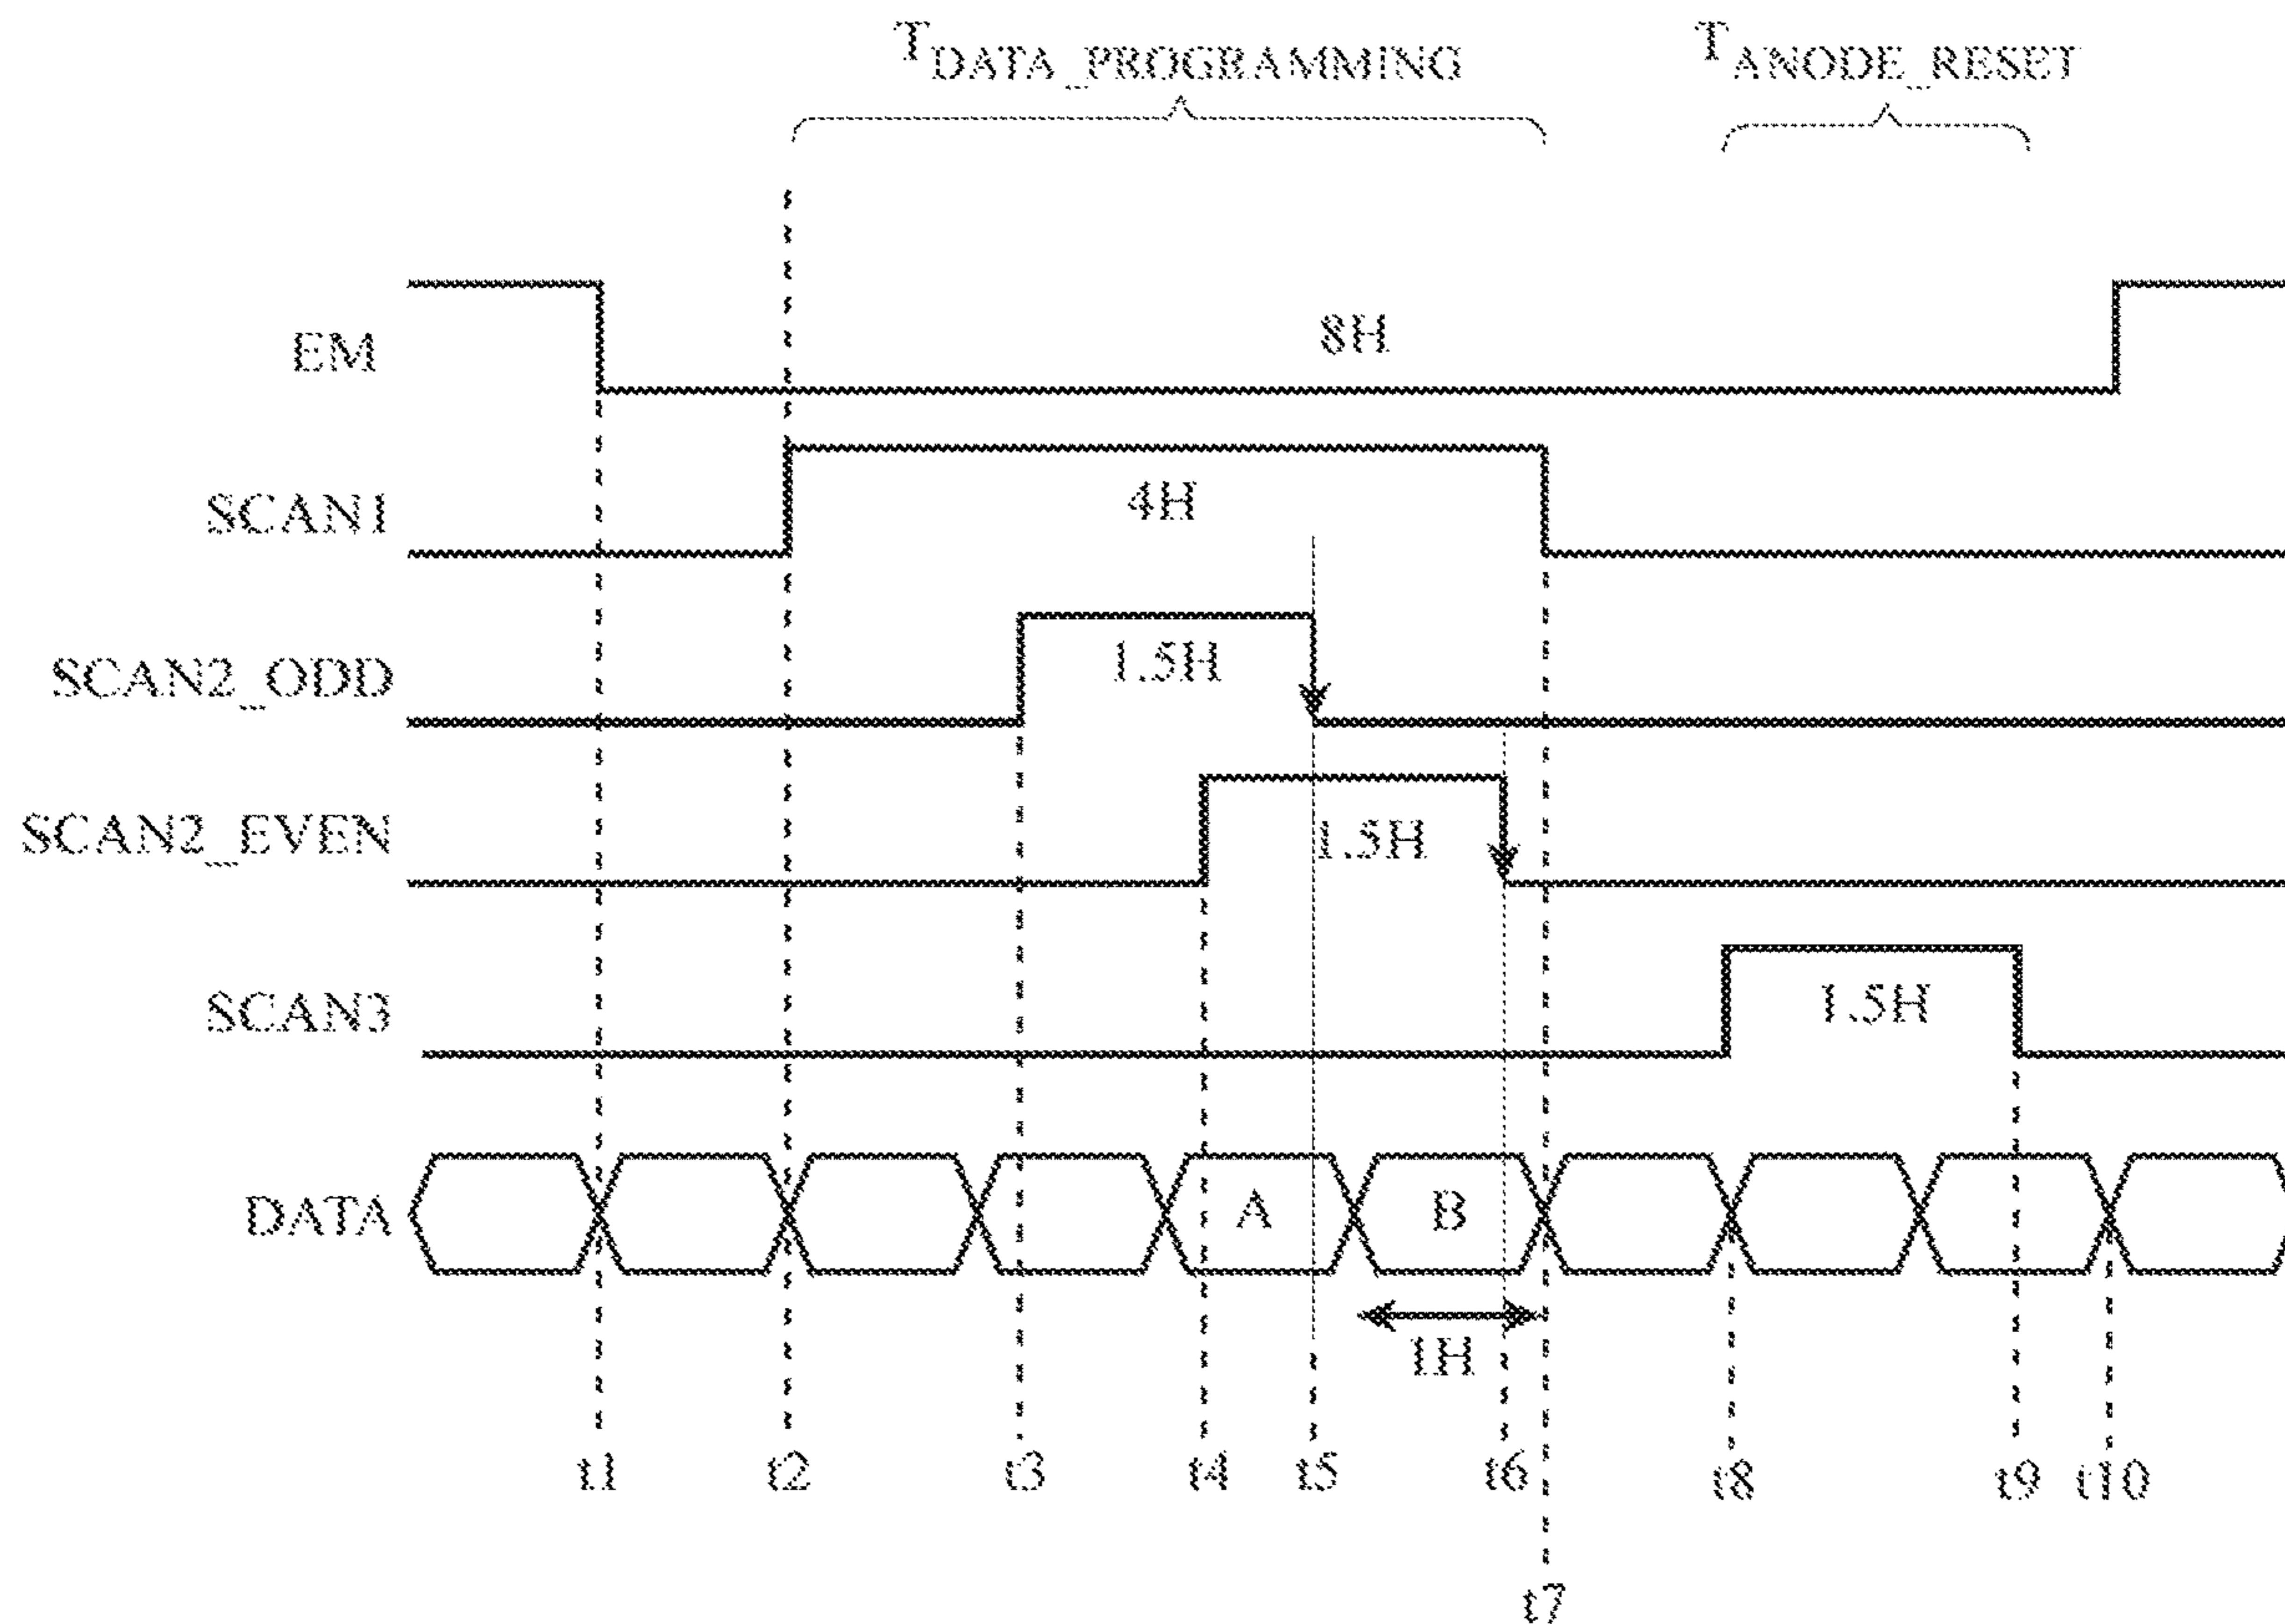 T_DATA_PROGRAMMING T_ANODE_RESET
EM 8H
SCAN1 4H
SCAN2_ODD 1.5H
SCAN2_EVEN 1.5H
SCAN3 1.5H
DATA A B
1H
t1 t2 t3 t4 t5 t6 t8 t9 t10
t7